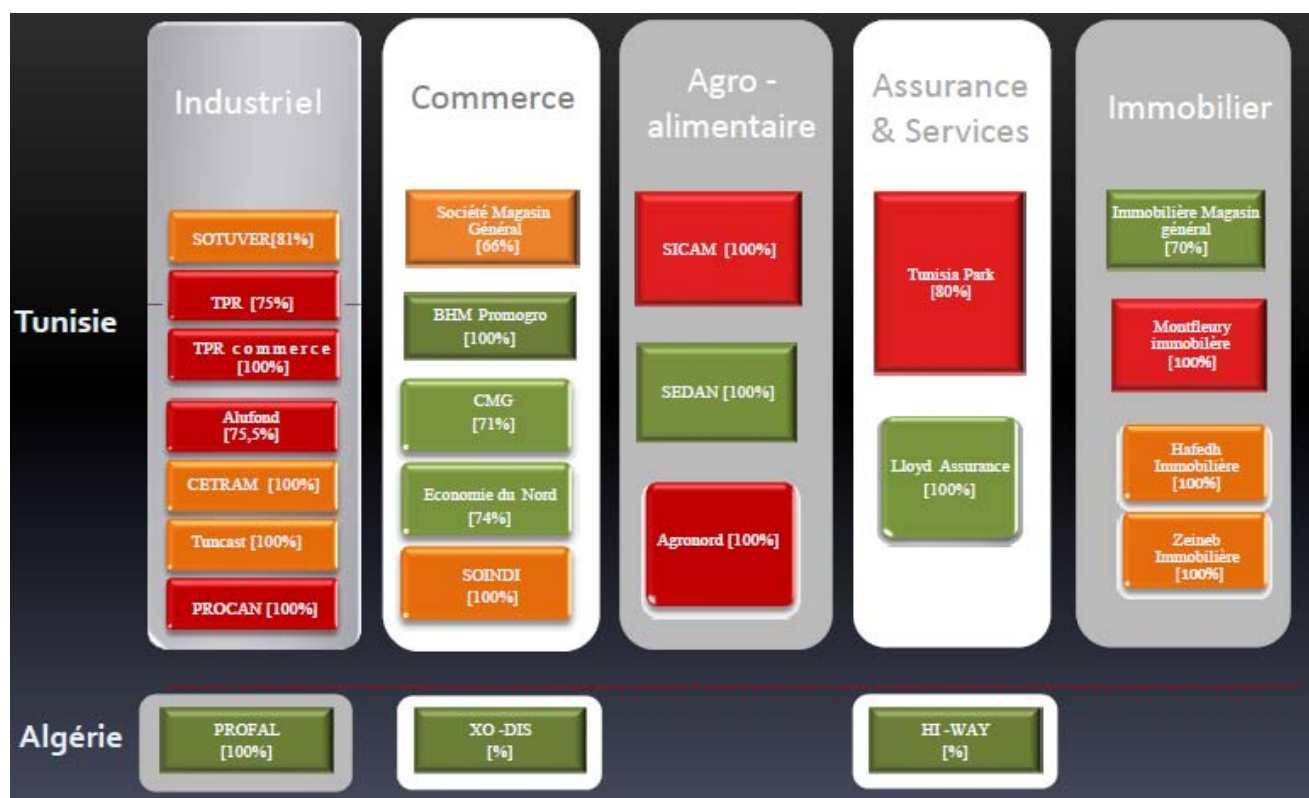 Industriel
Commerce
Agro -
alimentaire
Assurance
& Services
Immobilier
Tunisie
SOTUVER[81%]
TPR [75%]
TPR commerce
[100%]
Alufond
[75,5%]
CETRAM [100%]
Tuncast [100%]
PROCAN [100%]
Société Magasin
Général
[66%]
BHM Promogro
[100%]
CMG
[71%]
Economie du Nord
[74%]
SOINDI
[100%]
SICAM [100%]
SEDAN [100%]
Agronord [100%]
Tunisia Park
[80%]
Lloyd Assurance
[100%]
Immobilière Magasin
général
[70%]
Montfleury
immobilère
[100%]
Hafedh
Immobilière
[100%]
Zeineb
Immobilière
[100%]
Algérie
PROFAL
[100%]
XO -DIS
[%]
HI -WAY
[%]